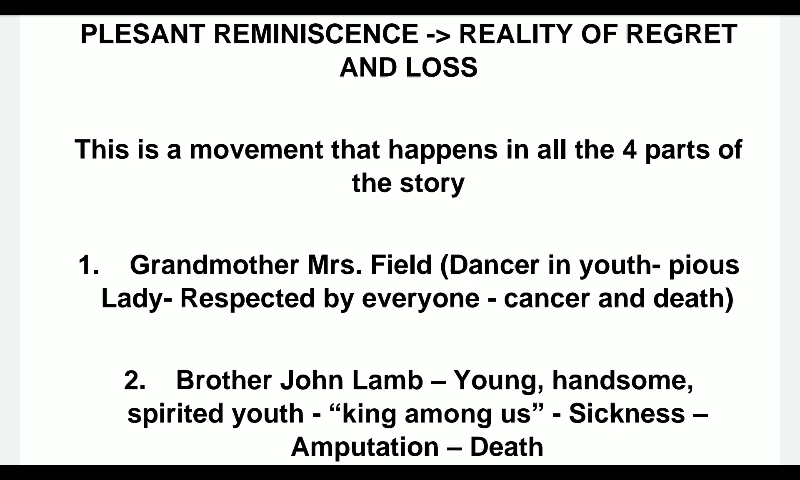 PLESANT REMINISCENCE -> REALITY OF REGRET
AND LOSS
This is a movement that happens in all the 4 parts of
the story
1. Grandmother Mrs. Field (Dancer in youth- pious
Lady- Respected by everyone - cancer and death)
2. Brother John Lamb – Young, handsome,
spirited youth - “king among us” - Sickness –
Amputation – Death